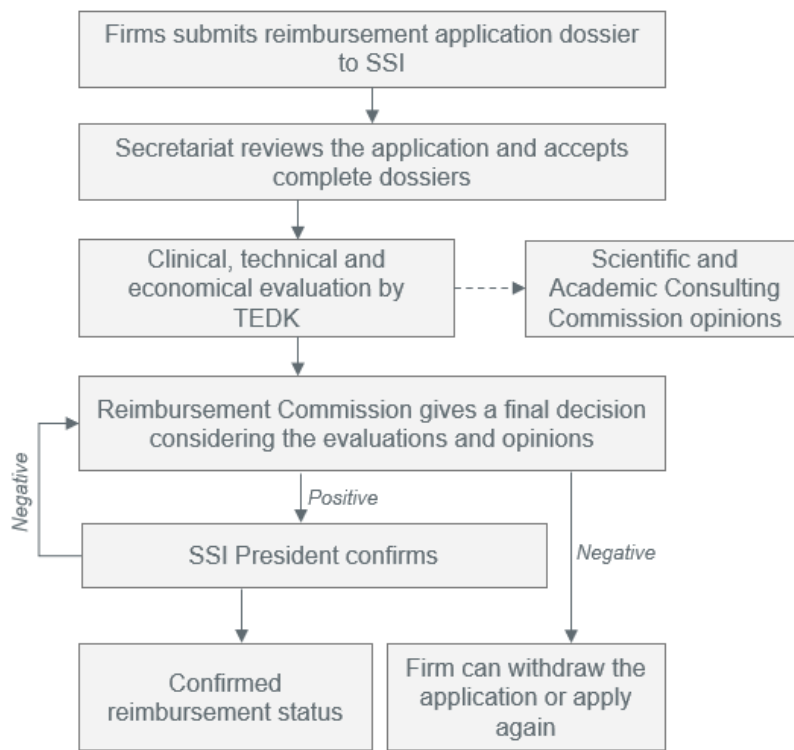 Firms submits reimbursement application dossier
to SSI
Secretariat reviews the application and accepts
complete dossiers
Clinical, technical and
economical evaluation by
TEDK
Scientific and
Academic Consulting
Commission opinions
Reimbursement Commission gives a final decision
considering the evaluations and opinions
Negative
Positive
SSI President confirms
Negative
Confirmed
reimbursement status
Firm can withdraw the
application or apply
again